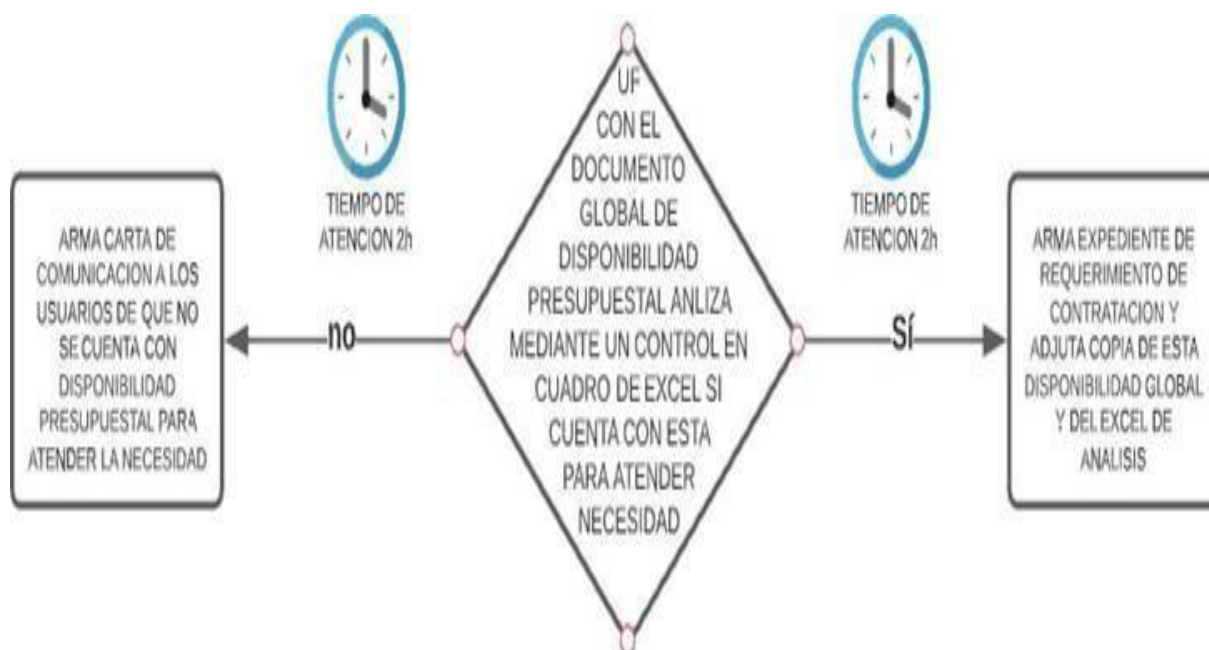 TIEMPO DE
ATENCION 2h
ARMA CARTA DE
COMUNICACION A LOS
USUARIOS DE QUE NO
SE CUENTA CON
DISPONIBILIDAD
PRESUPUESTAL PARA
ATENDER LA NECESIDAD
no
UF
CON EL
DOCUMENTO
GLOBAL DE
DISPONIBILIDAD
PRESUPUESTAL ANLIZA
MEDIANTE UN CONTROL EN
CUADRO DE EXCEL SI
CUENTA CON ESTA
PARA ATENDER
NECESIDAD
TIEMPO DE
ATENCION 2h
Sí
ARMA EXPEDIENTE DE
REQUERIMIENTO DE
CONTRATACION Y
ADJUTA COPIA DE ESTA
DISPONIBILIDAD GLOBAL
Y DEL EXCEL DE
ANALISIS